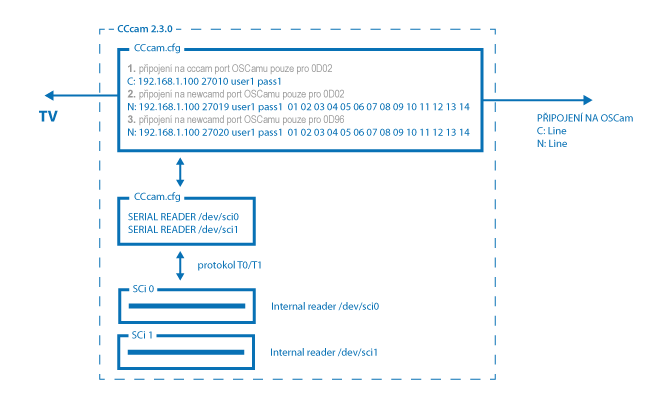 CCcam 2.3.0
CCcam.cfg
1. připojení na cccam port OSCamu pouze pro 0D02
C: 192.168.1.100 27010 user1 pass1
2. připojení na newcamd port OSCamu pouze pro 0D02
N: 192.168.1.100 27019 user1 pass1 01 02 03 04 05 06 07 08 09 10 11 12 13 14
3. připojení na newcamd port OSCamu pouze pro 0D96
N: 192.168.1.100 27020 user1 pass1 01 02 03 04 05 06 07 08 09 10 11 12 13 14
TV
PŘIPOJENÍ NA OSCam
C: Line
N: Line
CCcam.cfg
SERIAL READER /dev/sci0
SERIAL READER /dev/sci1
protokol T0/T1
SCi 0
Internal reader /dev/sci0
SCi 1
Internal reader /dev/sci1